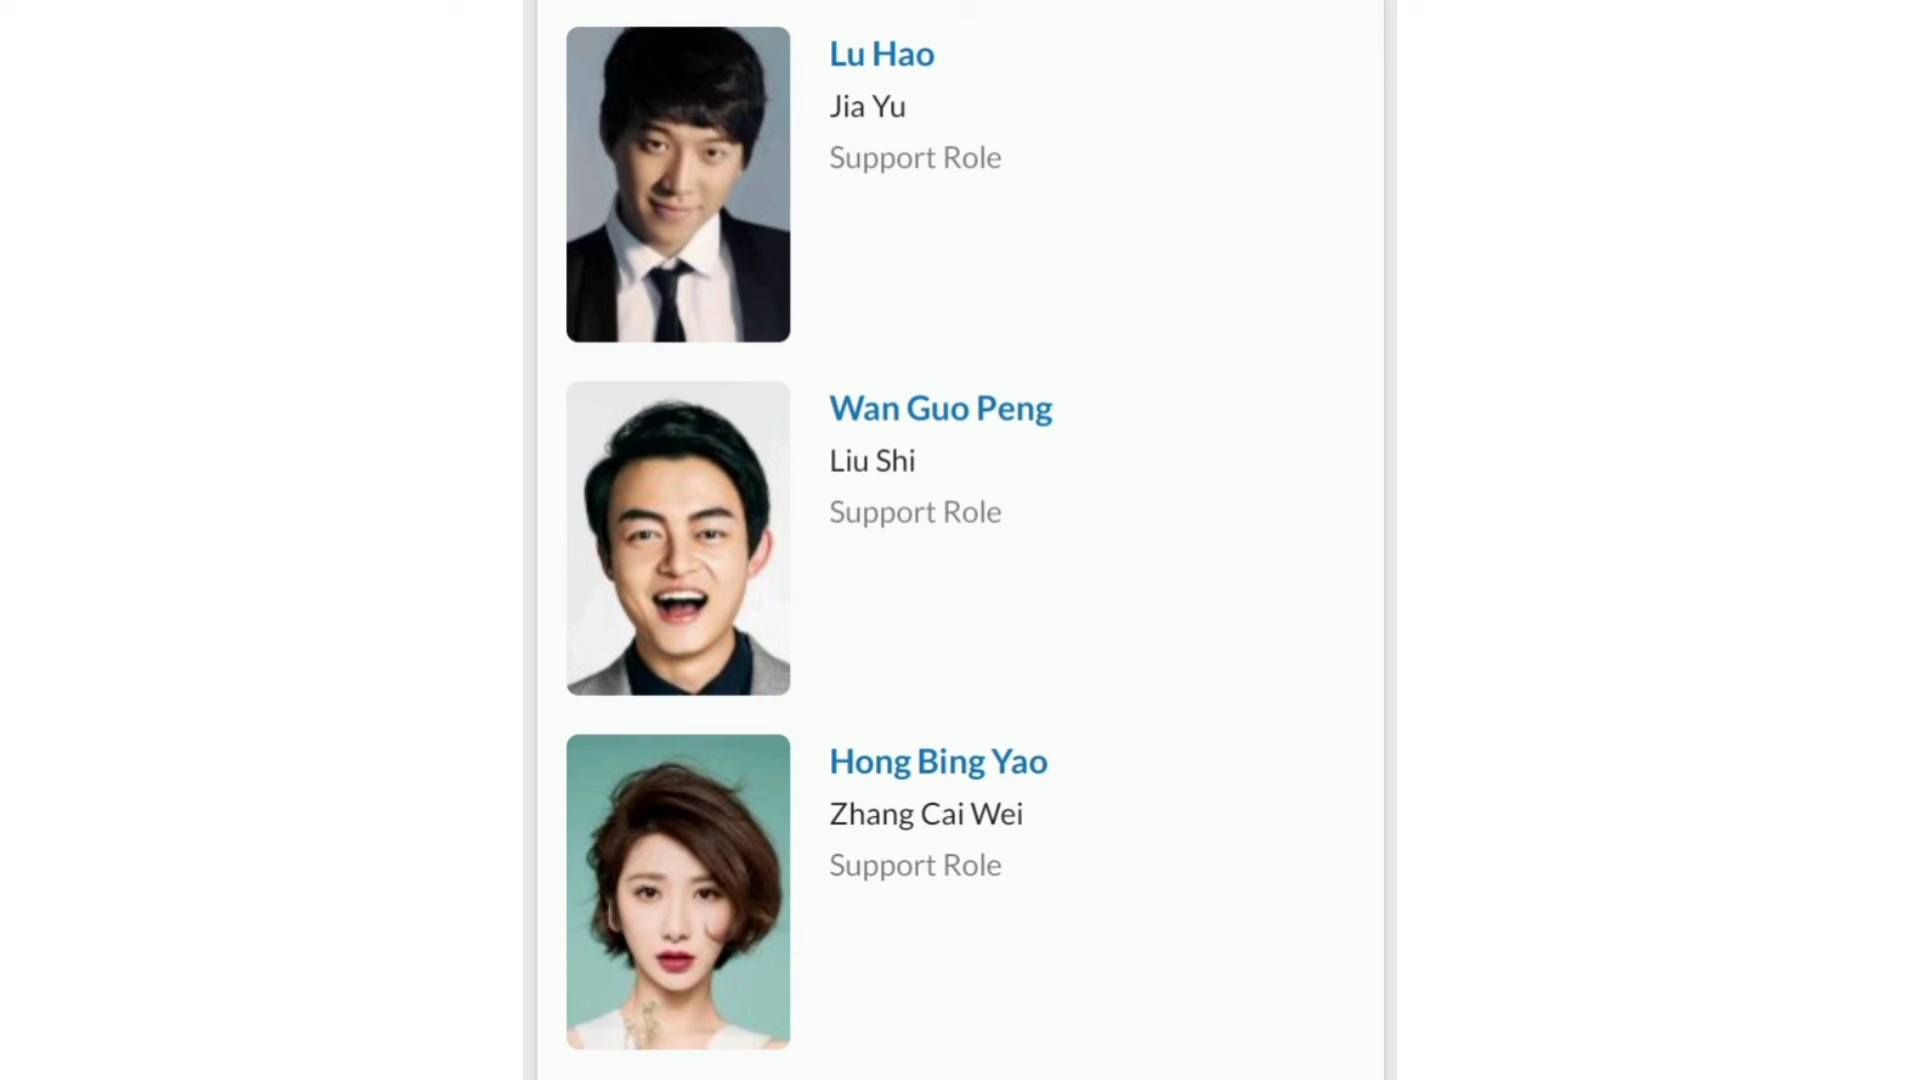 Lu Hao
Jia Yu
Support Role
Wan Guo Peng
Liu Shi
Support Role
Hong Bing Yao
Zhang Cai Wei
Support Role